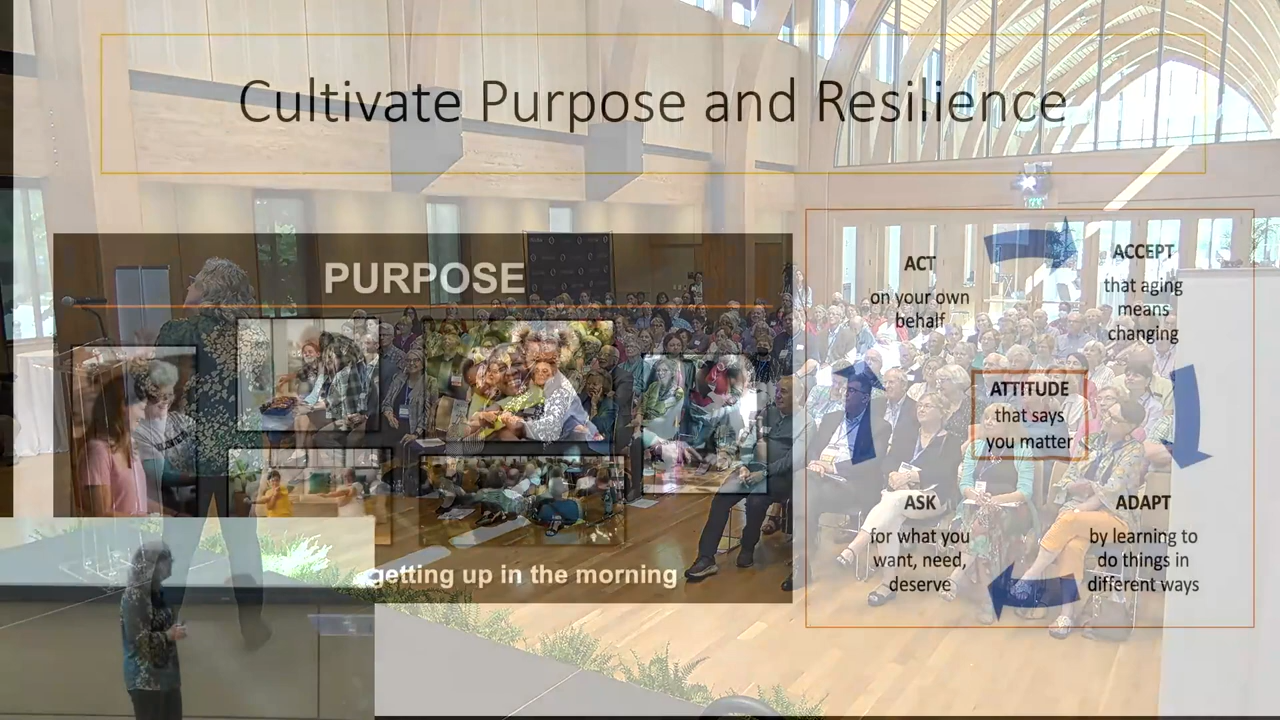 Cultivate Purpose and Resilience
PURPOSE
getting up in the morning
ACT
on your own
behalf
ACCEPT
that aging
means
changing
ATTITUDE
that says
you matter
ASK
for what you
want, need,
deserve
ADAPT
by learning to
do things in
different ways